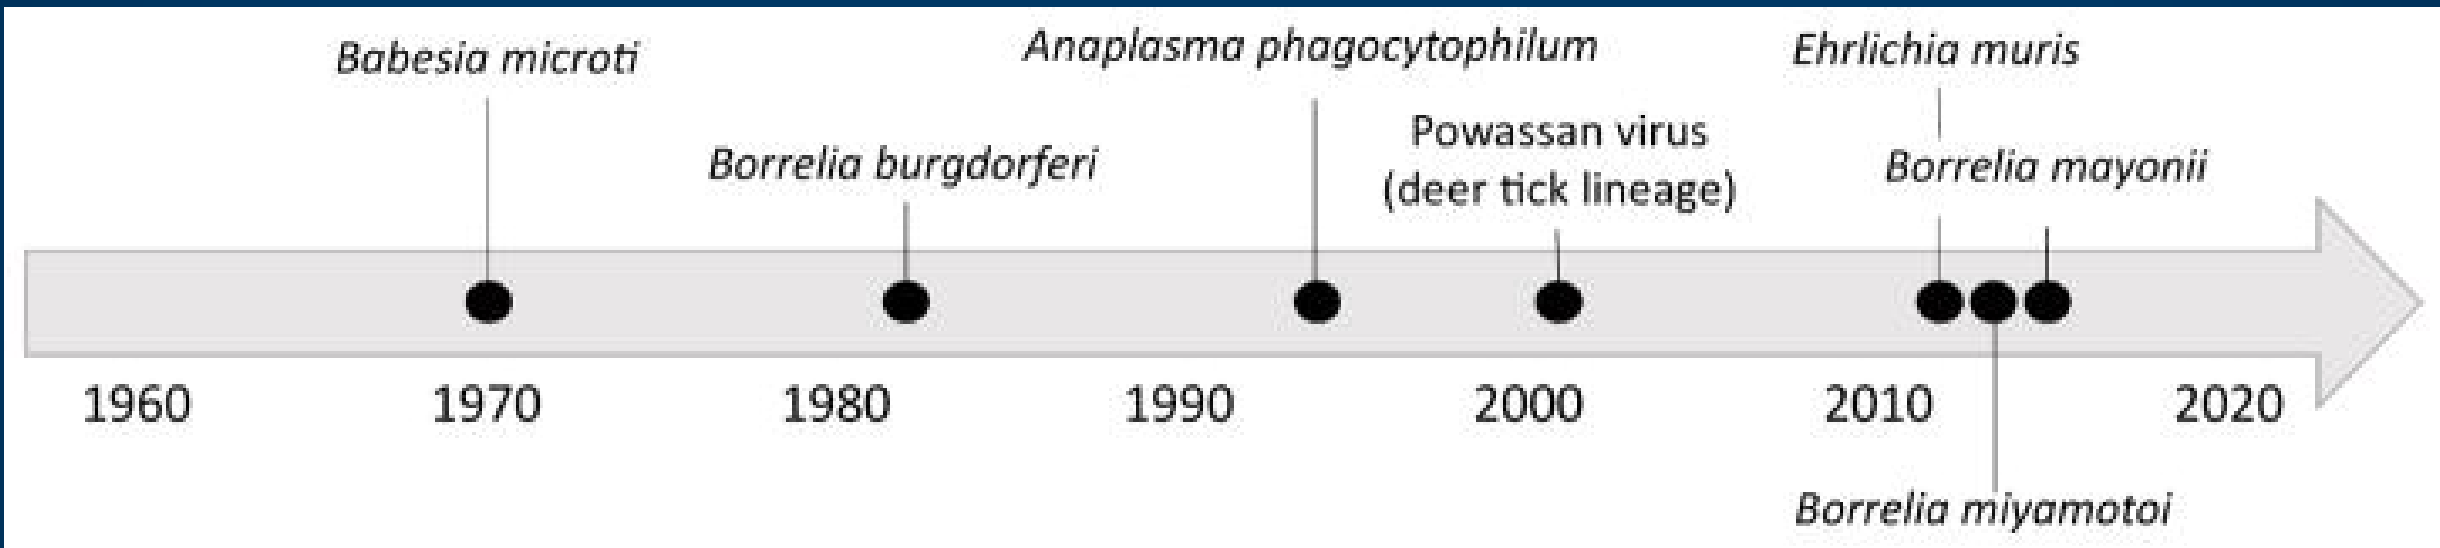 Babesia microti
Anaplasma phagocytophilum
Ehrlichia muris
Borrelia burgdorferi
Powassan virus
(deer tick lineage)
Borrelia mayonii
1960 1970 1980 1990 2000 2010 2020
Borrelia miyamotoi